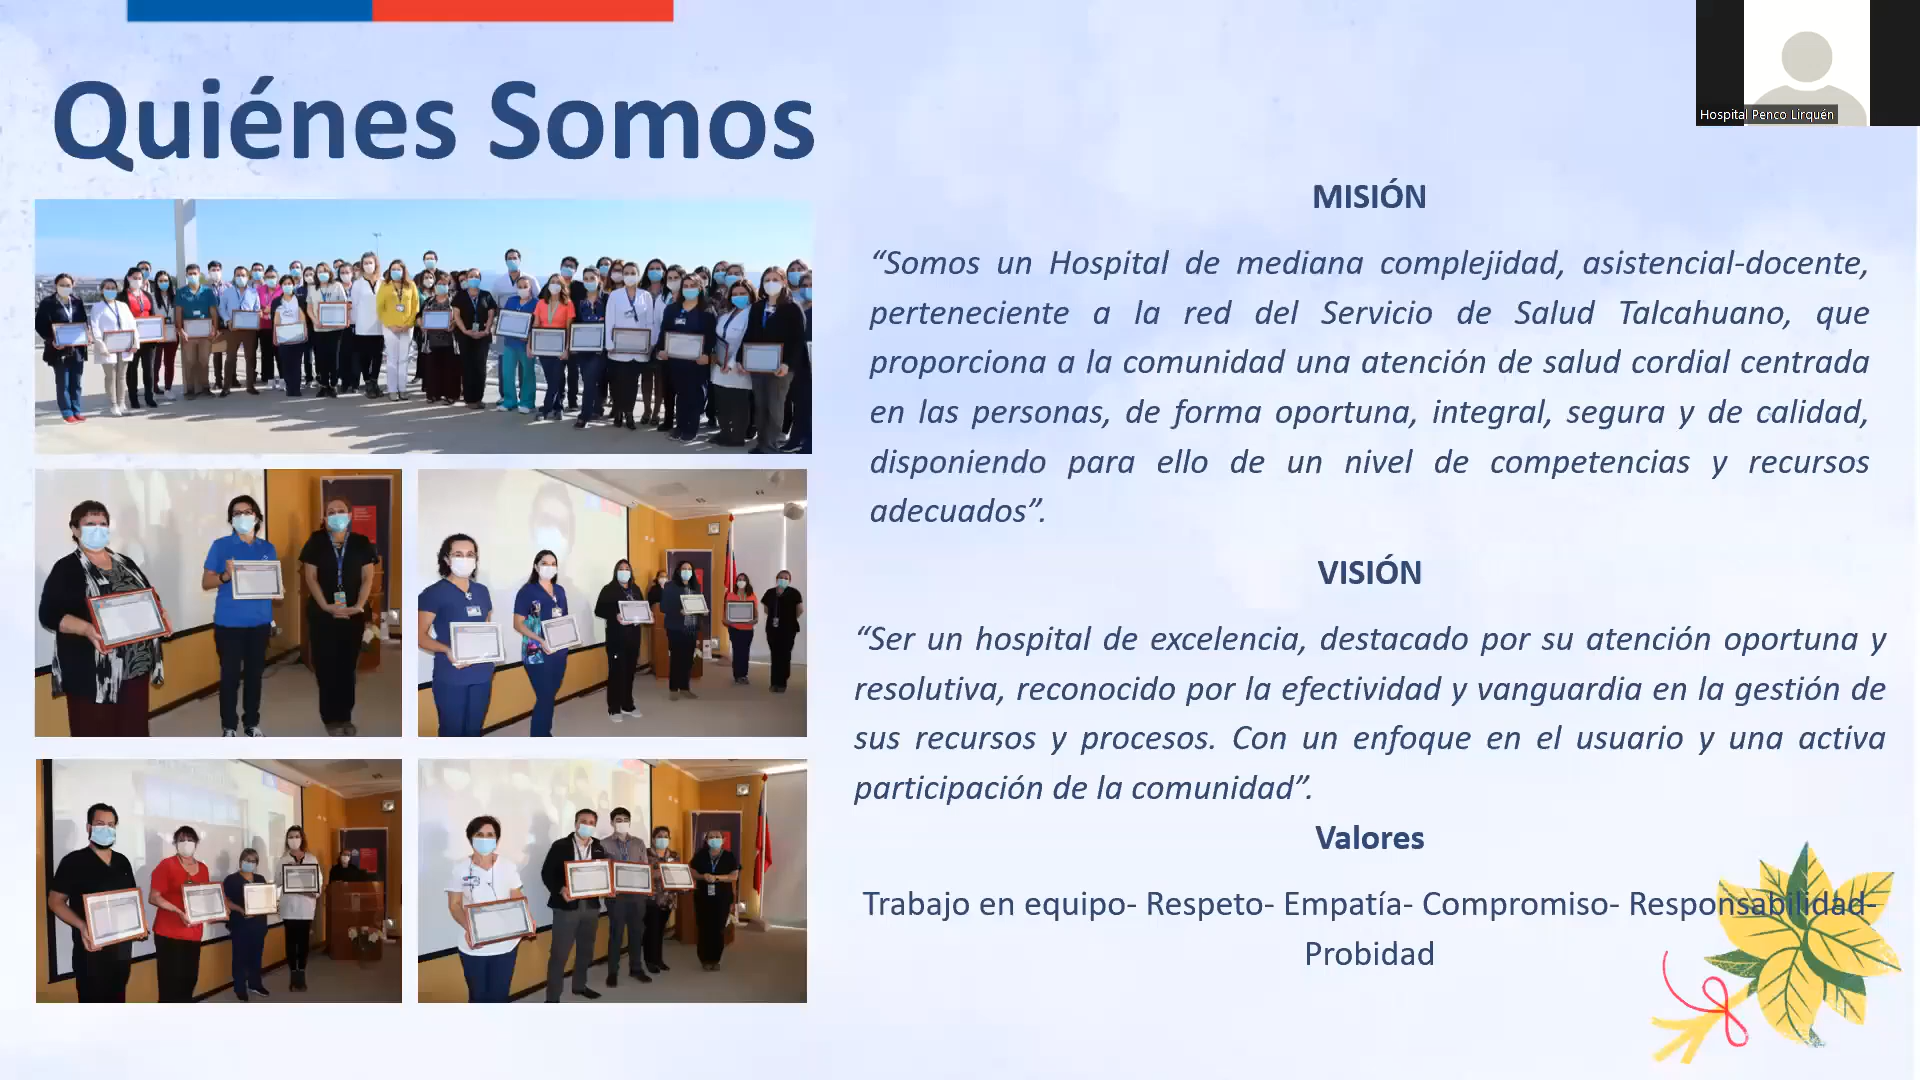 Quiénes Somos
Hospital Penco Lirquén
MISIÓN
“Somos un Hospital de mediana complejidad, asistencial-docente,
perteneciente a la red del Servicio de Salud Talcahuano, que
proporciona a la comunidad una atención de salud cordial centrada
en las personas, de forma oportuna, integral, segura y de calidad,
disponiendo para ello de un nivel de competencias y recursos
adecuados”.
VISIÓN
“Ser un hospital de excelencia, destacado por su atención oportuna y
resolutiva, reconocido por la efectividad y vanguardia en la gestión de
sus recursos y procesos. Con un enfoque en el usuario y una activa
participación de la comunidad”.
Valores
Trabajo en equipo- Respeto- Empatía- Compromiso- Responsabilidad-
Probidad